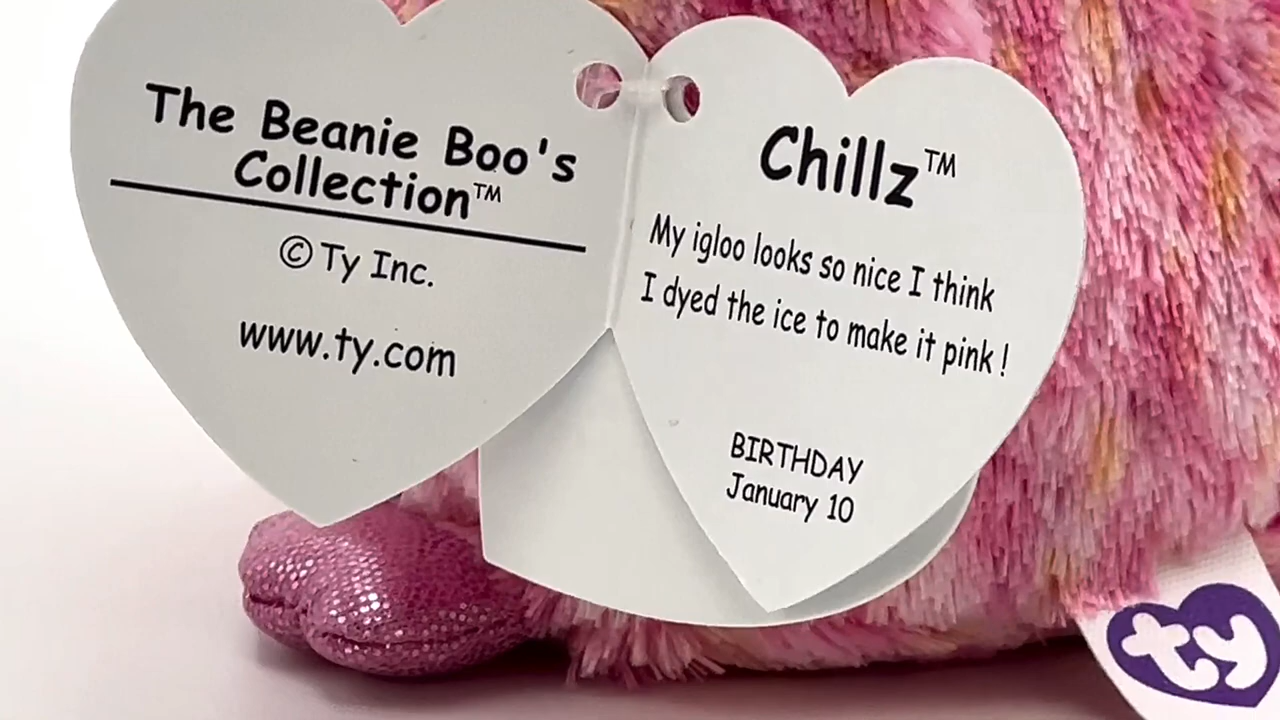 The Beanie Boo's
Collection™
© Ty Inc.
www.ty.com
Chillz™
My igloo looks so nice I think
I dyed the ice to make it pink !
BIRTHDAY
January 10
ty